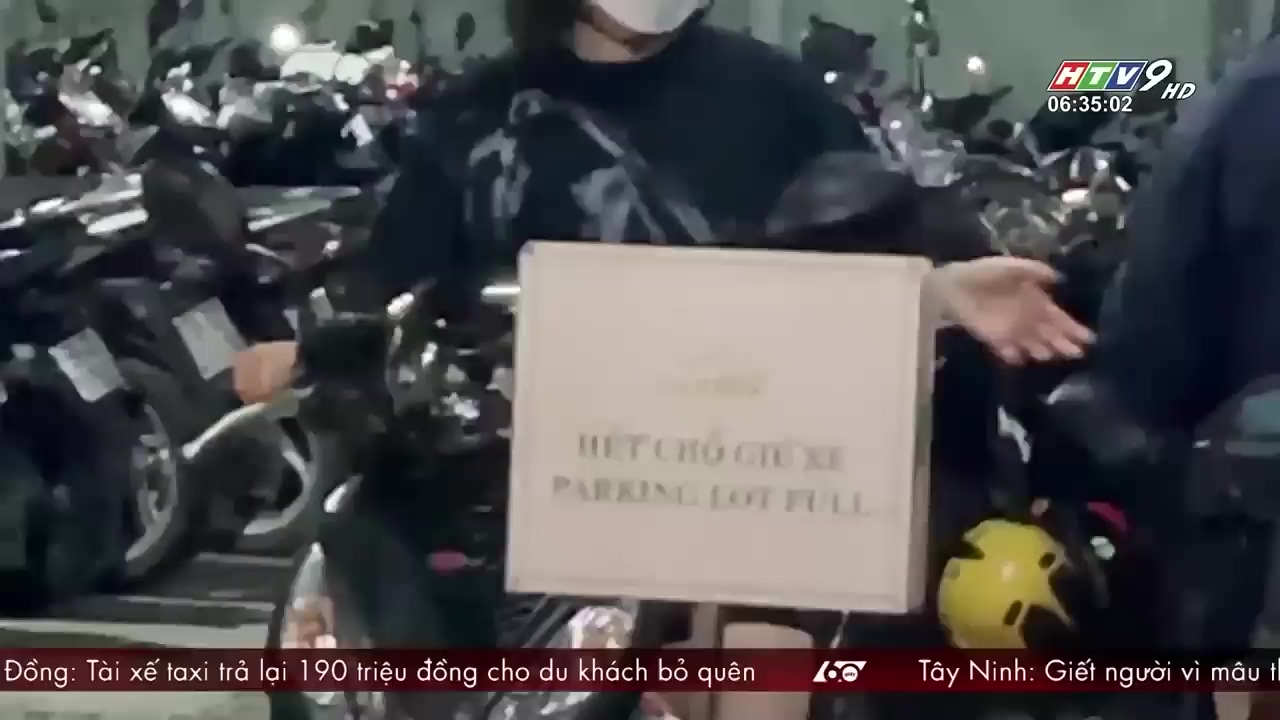 HTV9 HD
06:35:02
HẾT CHỖ GIỮ XE
PARKING LOT FULL
Đồng: Tài xế taxi trả lại 190 triệu đồng cho du khách bỏ quên
60
Tây Ninh: Giết người vì mâu